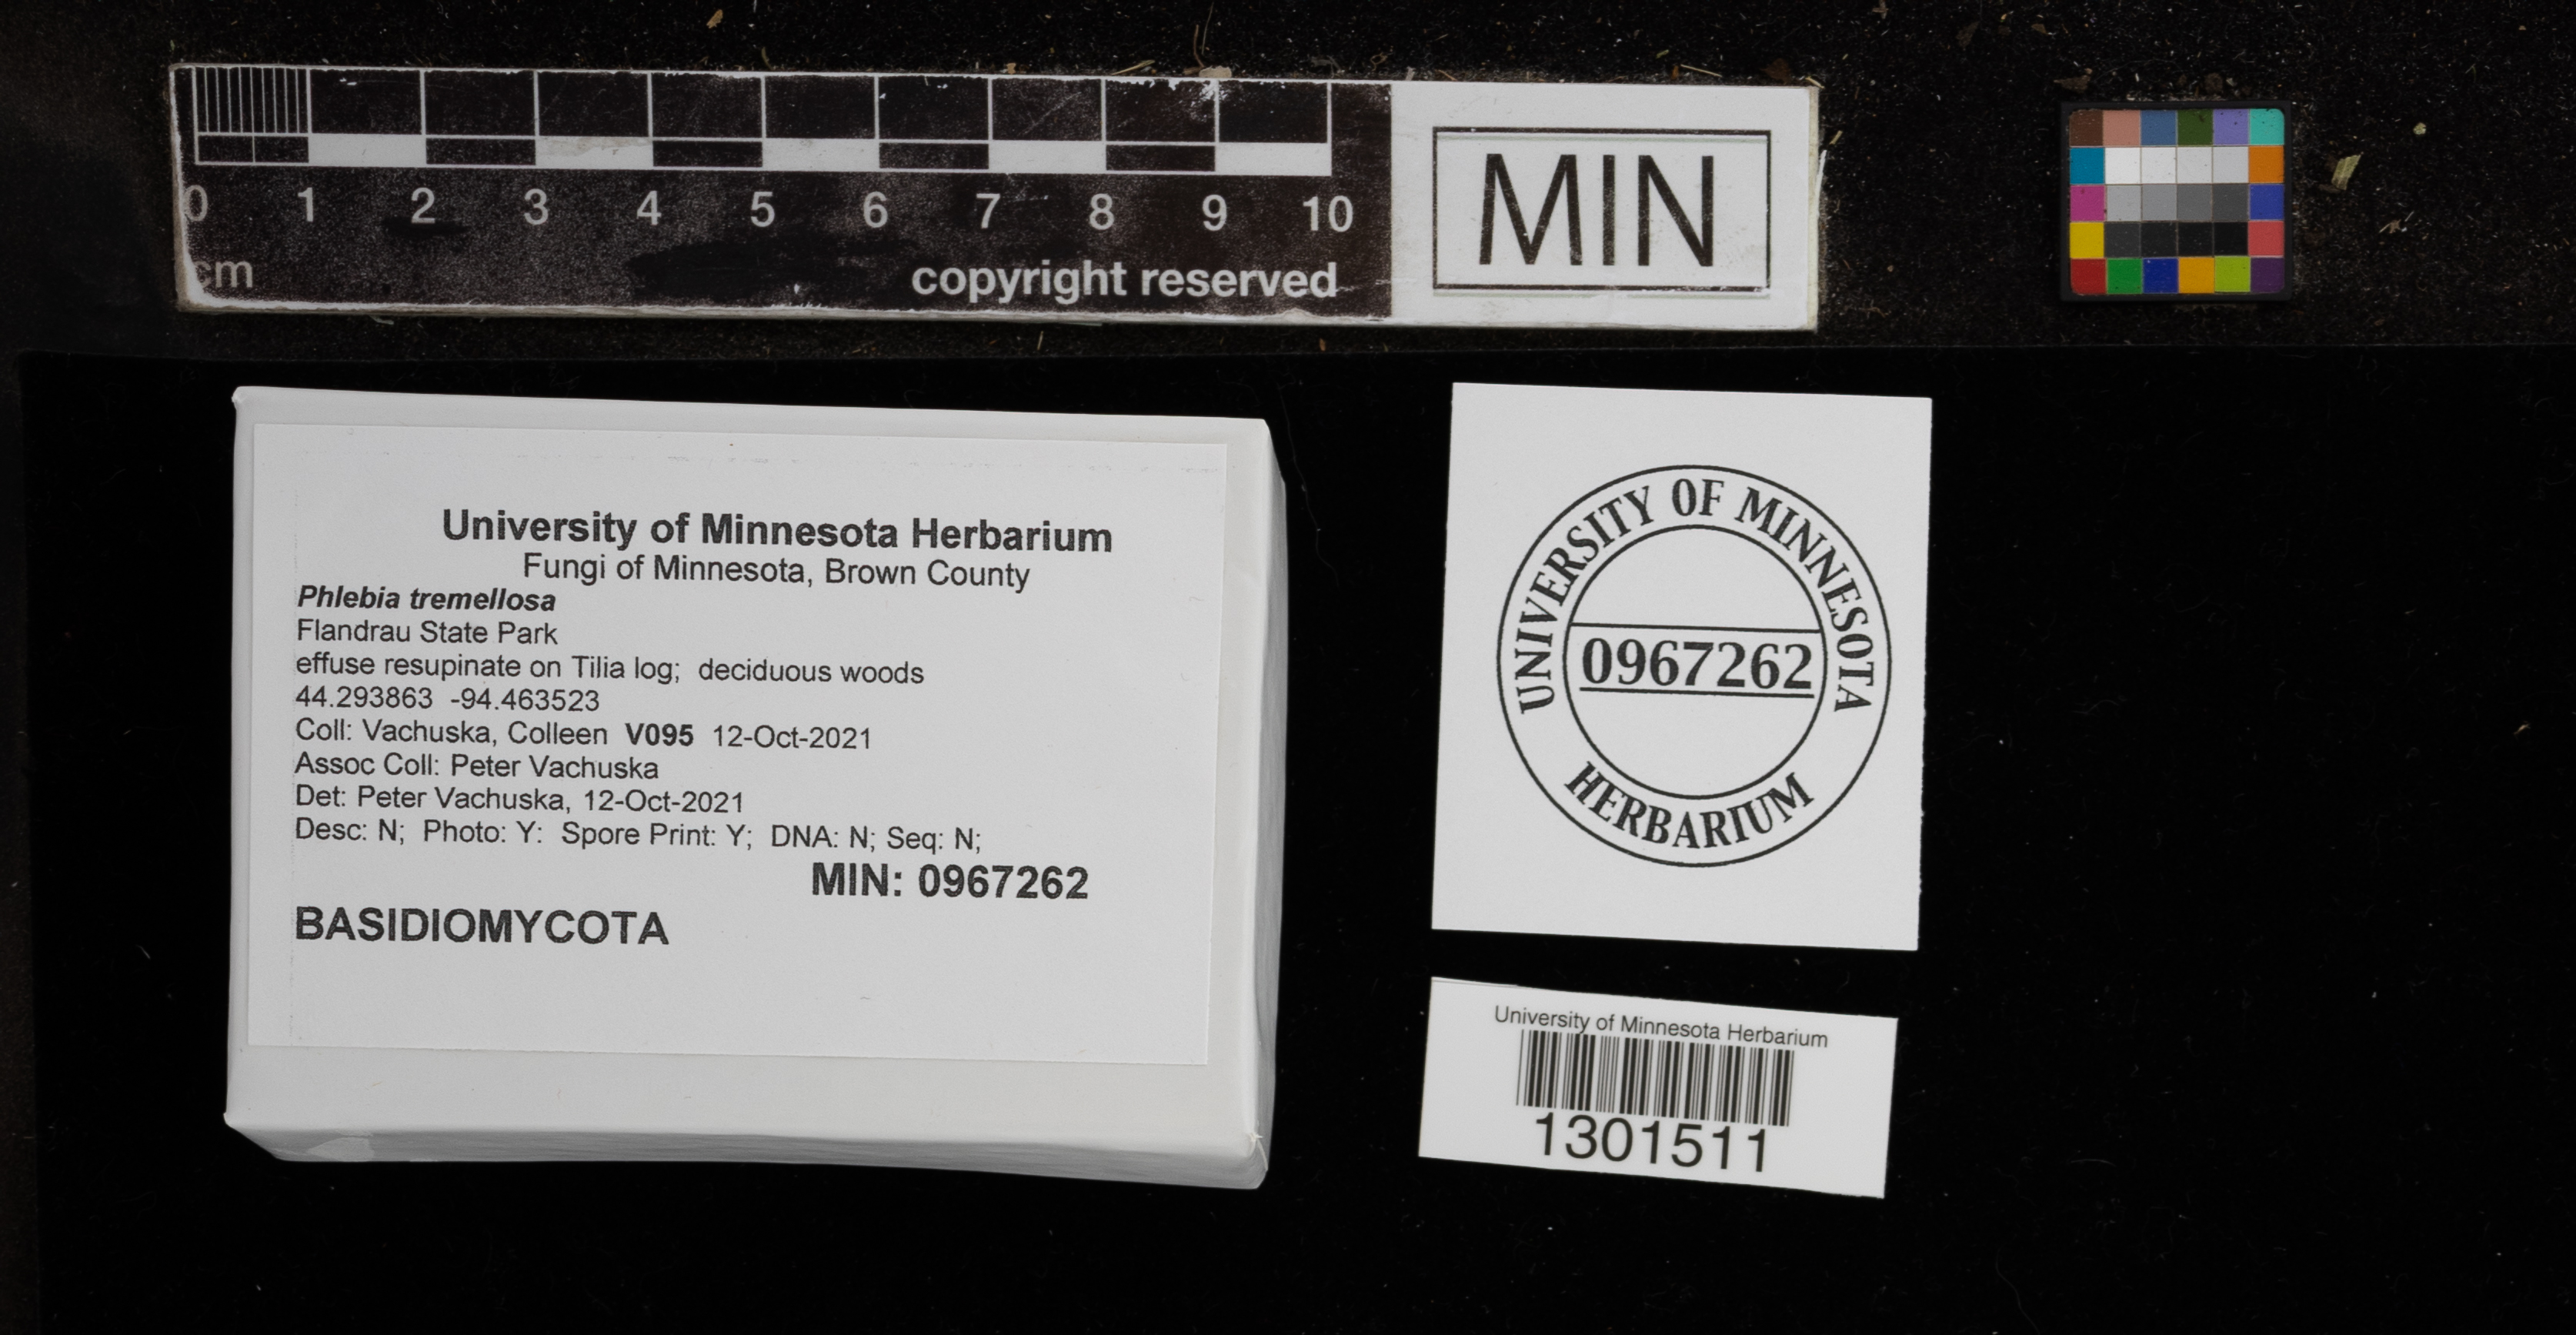 0 1 2 3 4 5 6 7 8 9 10
cm
copyright reserved
MIN
University of Minnesota Herbarium
Fungi of Minnesota, Brown County
Phlebia tremellosa
Flandrau State Park
effuse resupinate on Tilia log; deciduous woods
44.293863 -94.463523
Coll: Vachuska, Colleen V095 12-Oct-2021
Assoc Coll: Peter Vachuska
Det: Peter Vachuska, 12-Oct-2021
Desc: N; Photo: Y: Spore Print: Y; DNA: N; Seq: N;
MIN: 0967262
BASIDIOMYCOTA
UNIVERSITY OF MINNESOTA
0967262
HERBARIUM
University of Minnesota Herbarium
1301511